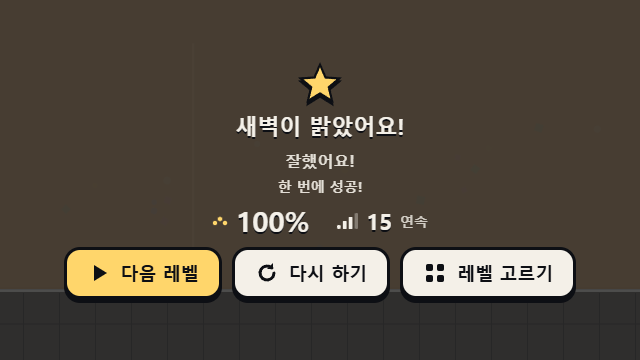 새벽이 밝았어요!
잘했어요!
한 번에 성공!
100% 15 연속
다음 레벨 다시 하기 레벨 고르기